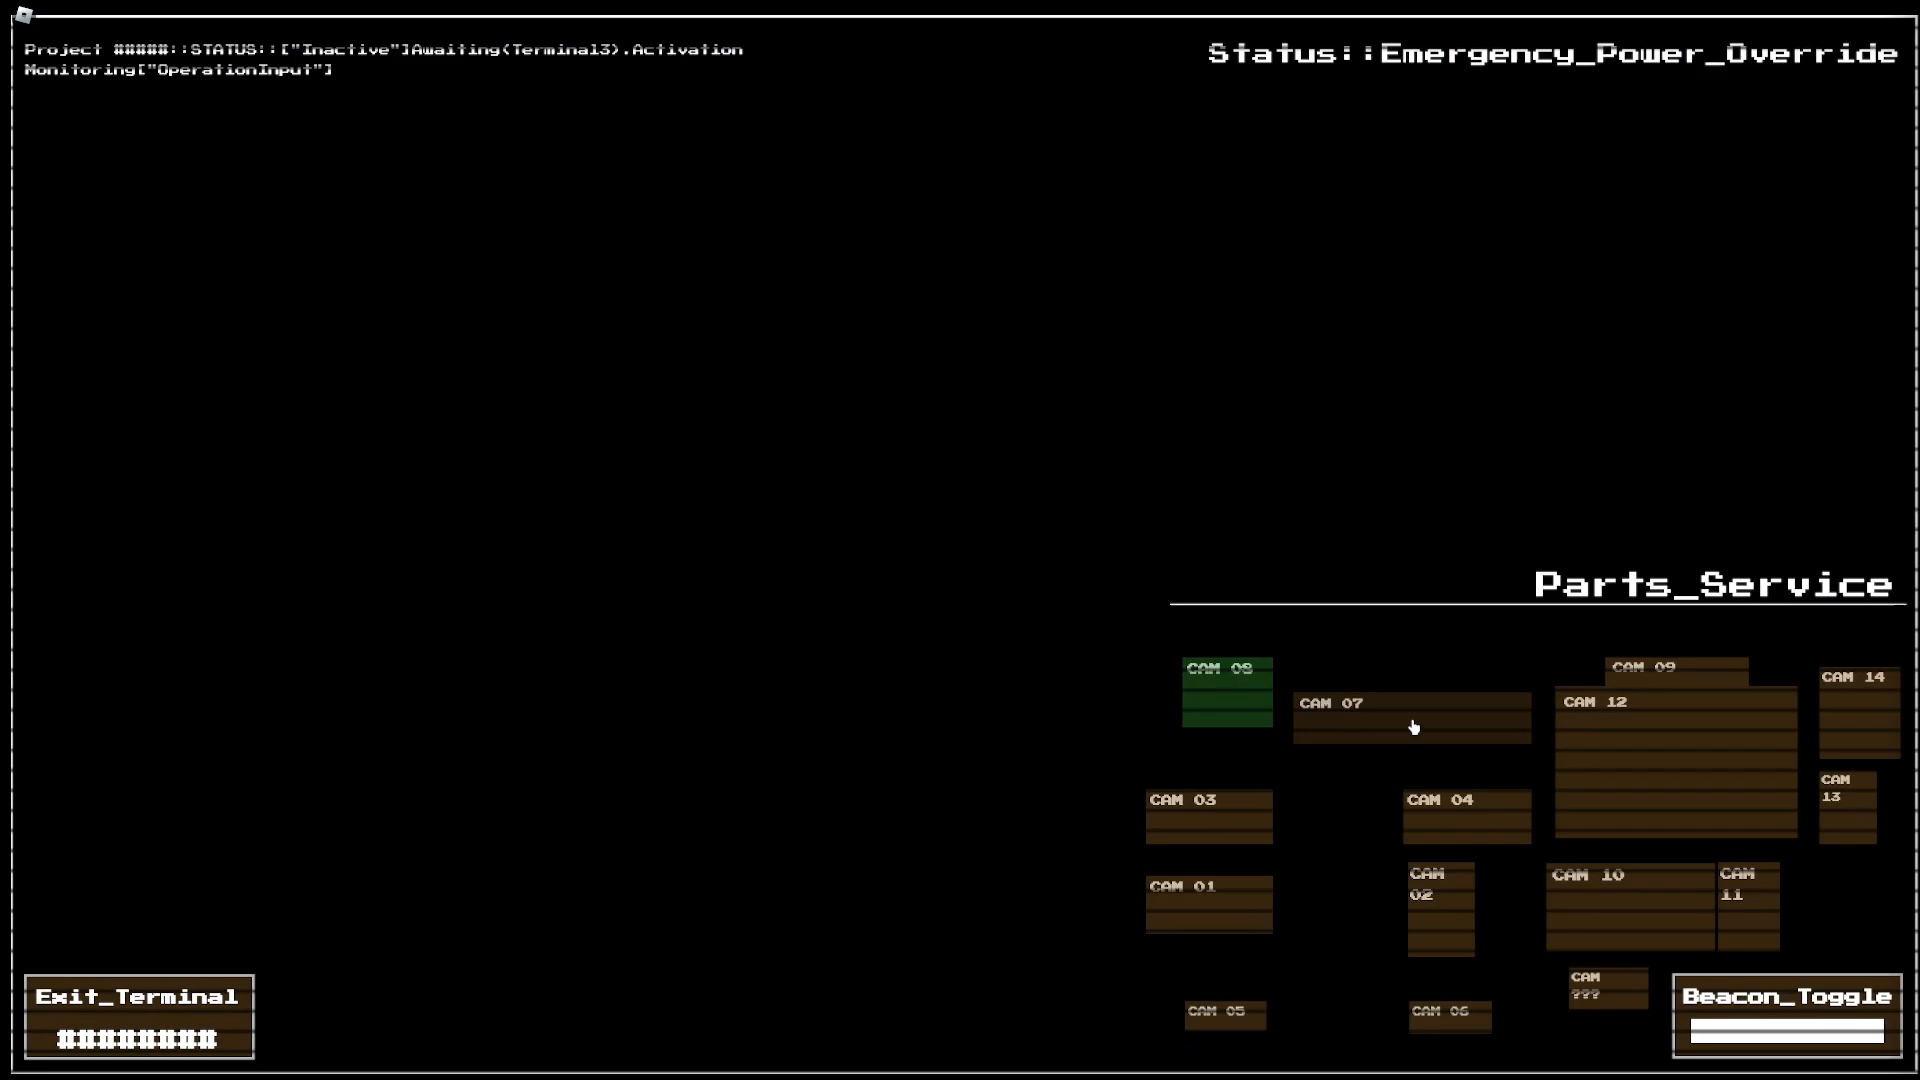 Project #####::STATUS::["Inactive"]Awaiting(Terminal3).Activation
Monitoring["OperationInput"]
Status::Emergency_Power_Override
Parts_Service
CAM 08
CAM 07
CAM 09
CAM 12
CAM 14
CAM
13
CAM 03
CAM 04
CAM 01
CAM
02
CAM 10
CAM
11
CAM
???
CAM 05
CAM 06
Exit_Terminal
########
Beacon_Toggle